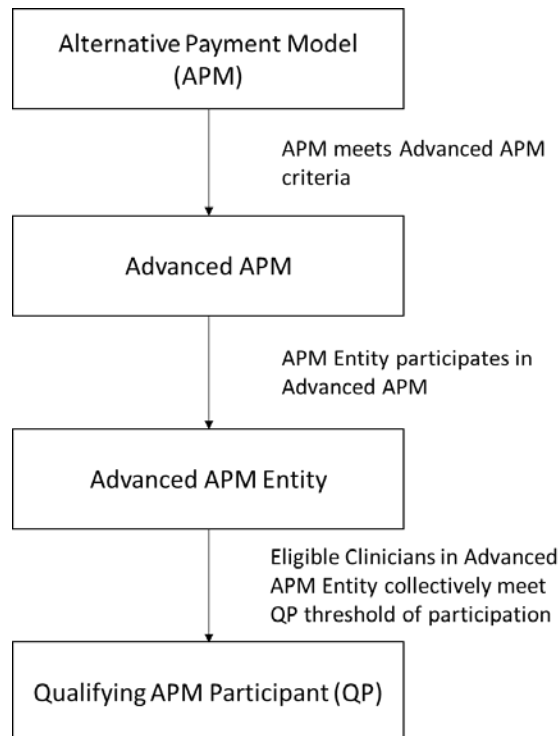 Alternative Payment Model
(APM)
APM meets Advanced APM
criteria
Advanced APM
APM Entity participates in
Advanced APM
Advanced APM Entity
Eligible Clinicians in Advanced
APM Entity collectively meet
QP threshold of participation
Qualifying APM Participant (QP)